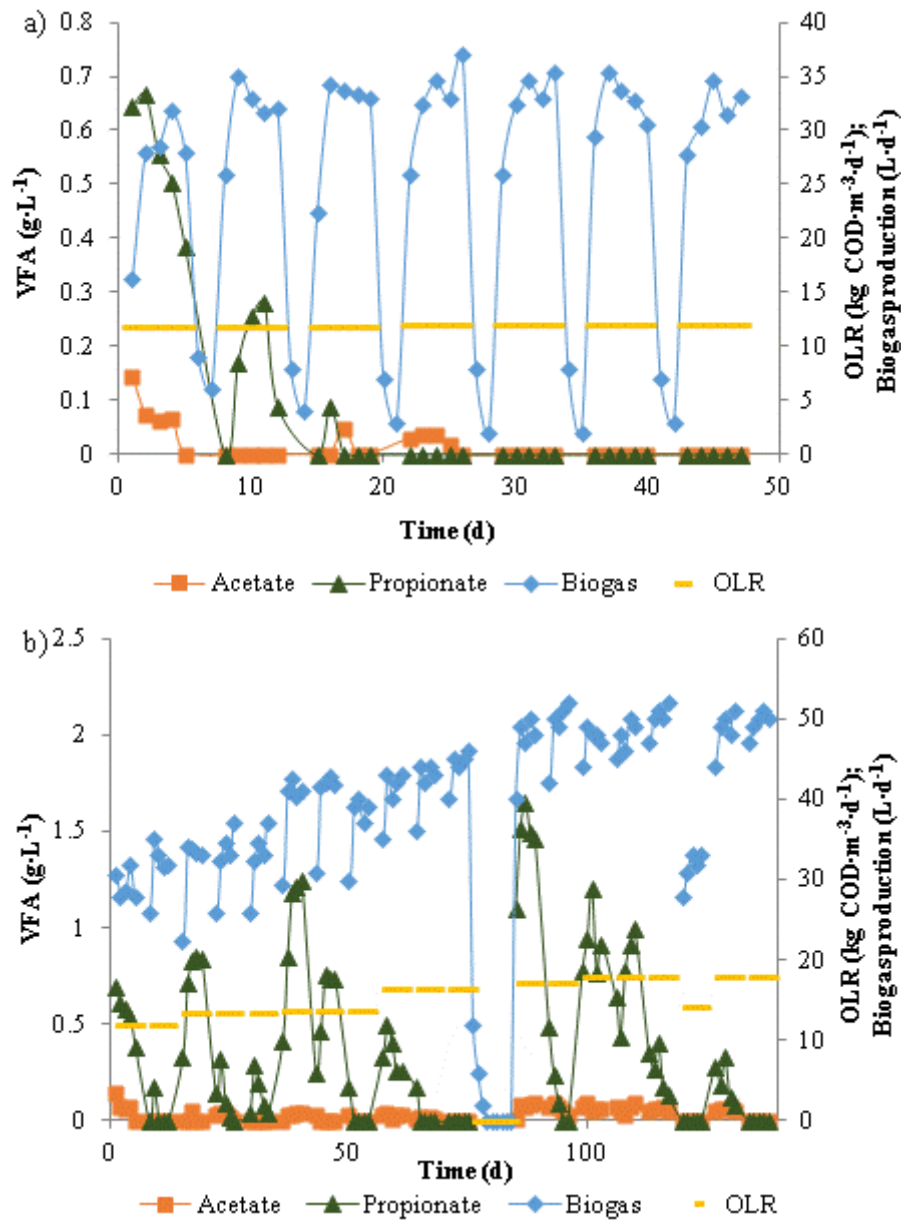 a)
0.8
0.7
0.6
0.5
0.4
0.3
0.2
0.1
0
VFA (g·L⁻¹)
40
35
30
25
20
15
10
5
0
OLR (kg COD·m⁻³·d⁻¹);
Biogasproduction (L·d⁻¹)
0 10 20 30 40 50
Time (d)
Acetate Propionate Biogas OLR
b)
2.5
2
1.5
1
0.5
0
VFA (g·L⁻¹)
60
50
40
30
20
10
0
OLR (kg COD·m⁻³·d⁻¹);
Biogasproduction (L·d⁻¹)
0 50 100
Time (d)
Acetate Propionate Biogas OLR